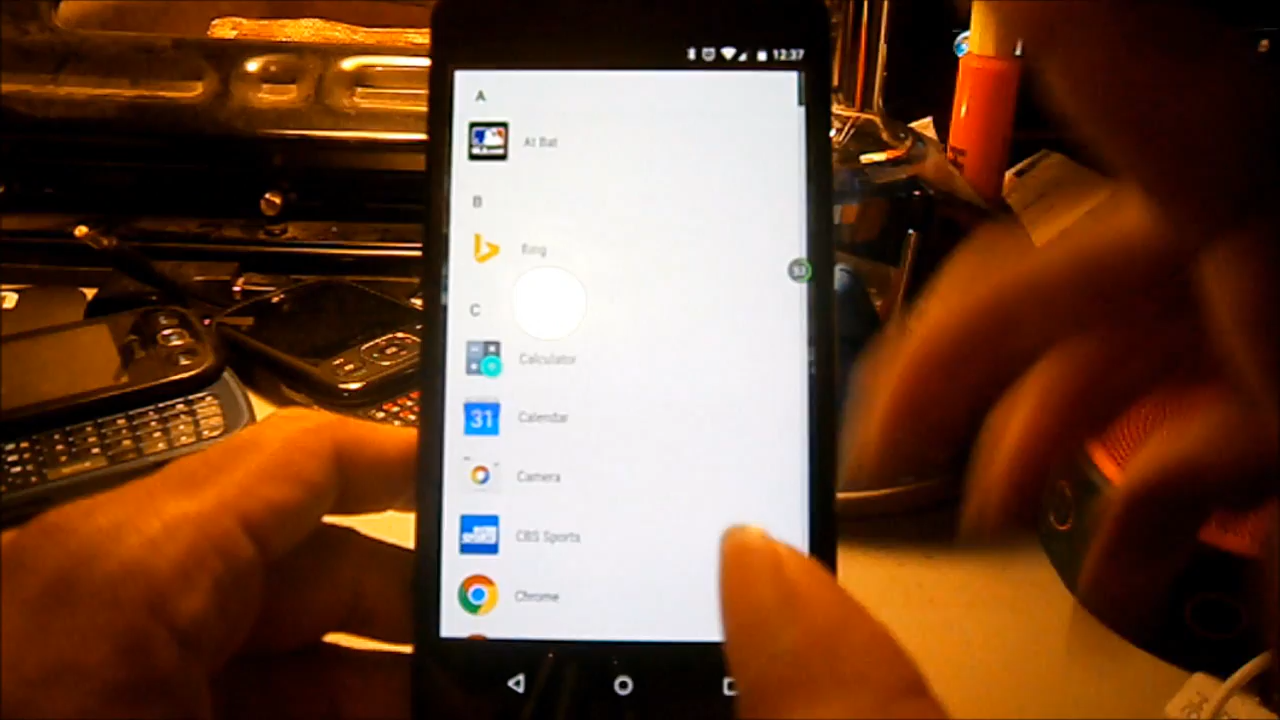 12:37
A
At Bat
B
Bing
C
Calculator
31
Calendar
Camera
CBS Sports
Chrome